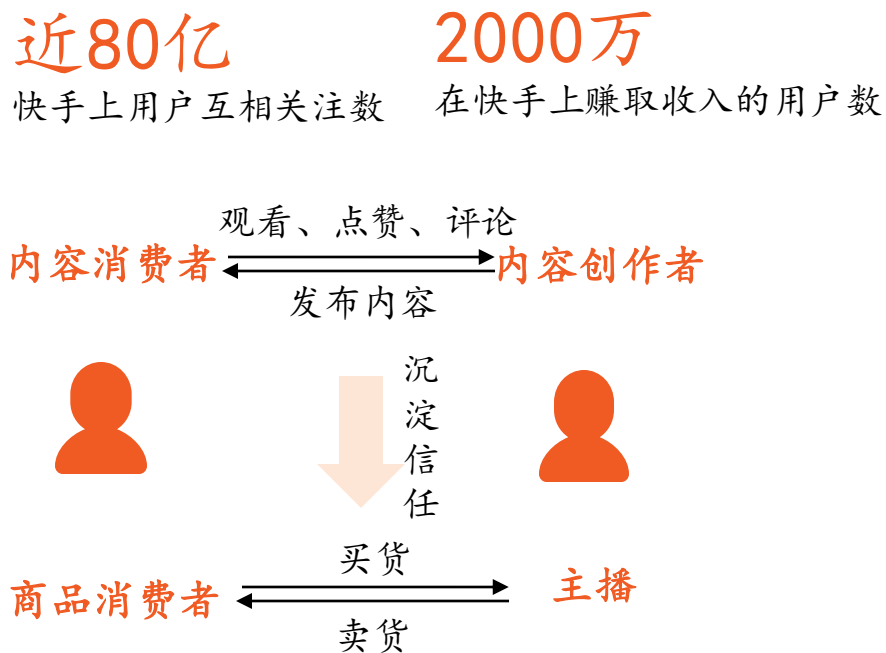 近80亿
快手上用户互相关注数
2000万
在快手上赚取收入的用户数
观看、点赞、评论
内容消费者
内容创作者
发布内容
沉淀信任
买货
商品消费者
主播
卖货